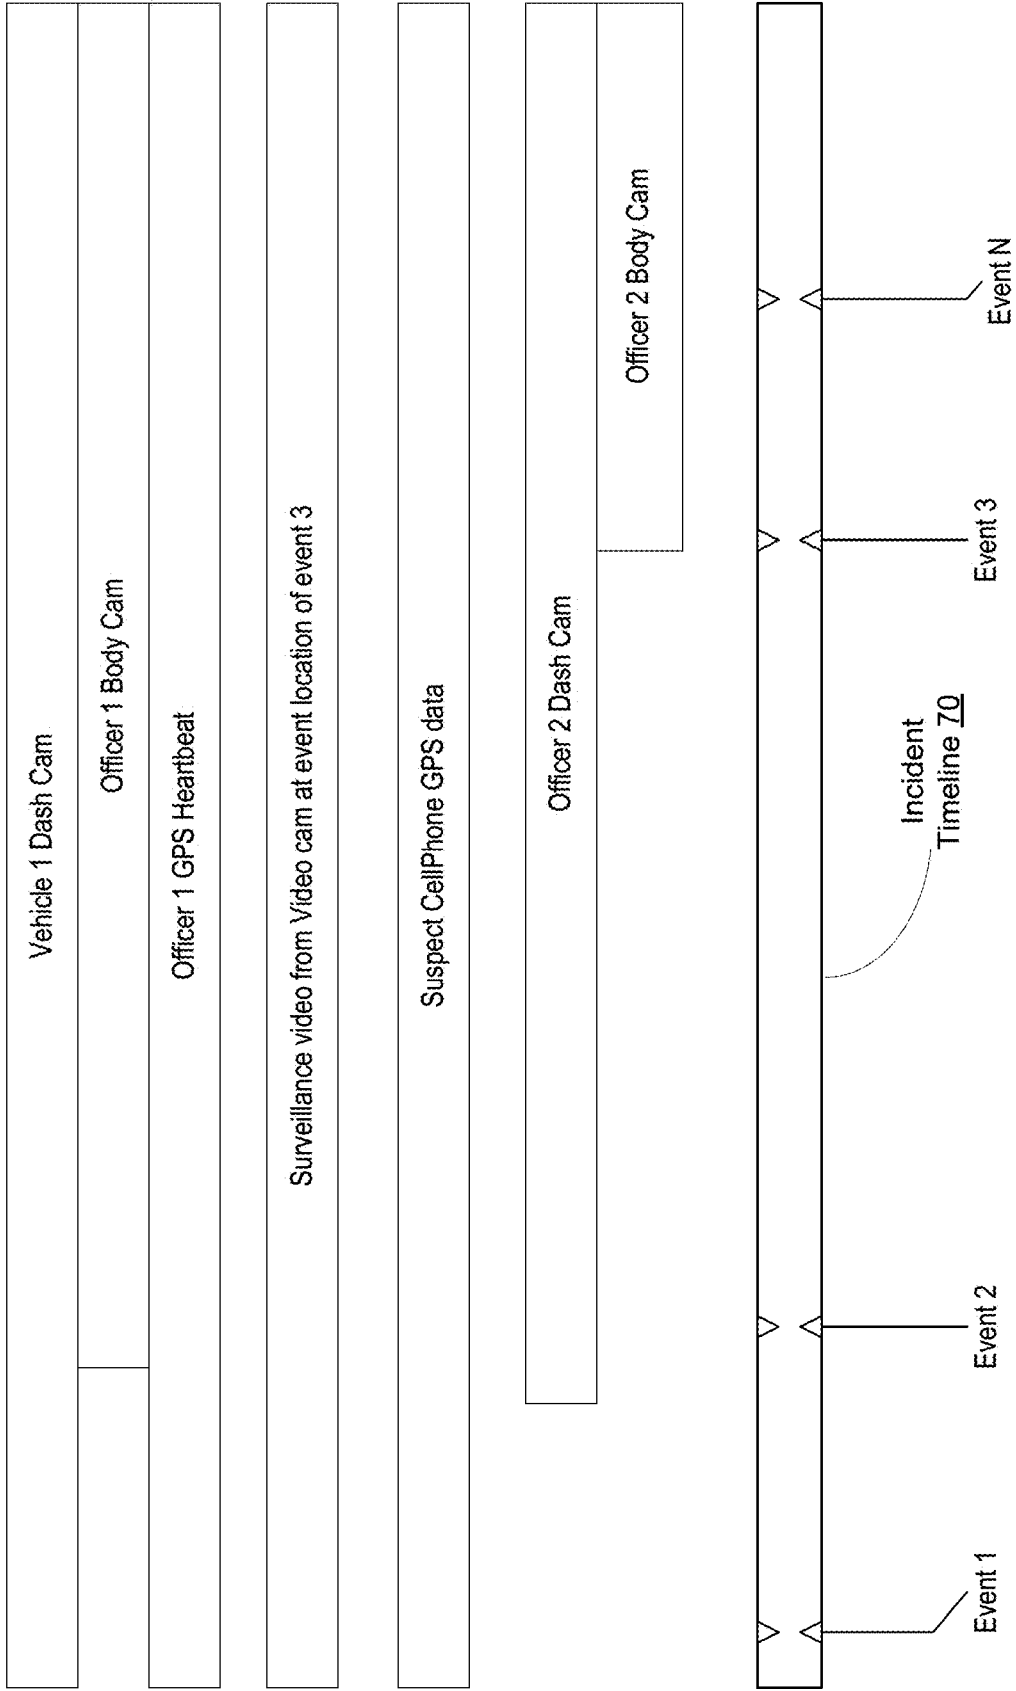 Vehicle 1 Dash Cam
Officer 1 Body Cam
Officer 1 GPS Heartbeat
Surveillance video from Video cam at event location of event 3
Suspect CellPhone GPS data
Officer 2 Dash Cam
Officer 2 Body Cam
Incident
Timeline 70
Event 1
Event 2
Event 3
Event N